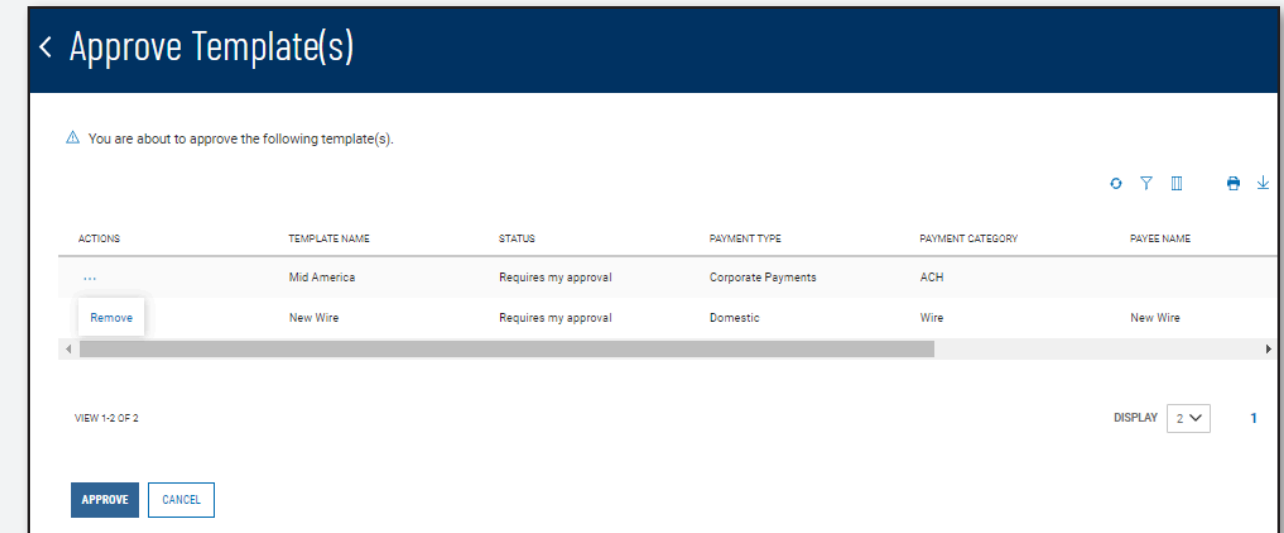 < Approve Template(s)
You are about to approve the following template(s).
ACTIONS TEMPLATE NAME STATUS PAYMENT TYPE PAYMENT CATEGORY PAYEE NAME
... Mid America Requires my approval Corporate Payments ACH
Remove New Wire Requires my approval Domestic Wire New Wire
VIEW 1-2 OF 2 DISPLAY 2 1
APPROVE CANCEL